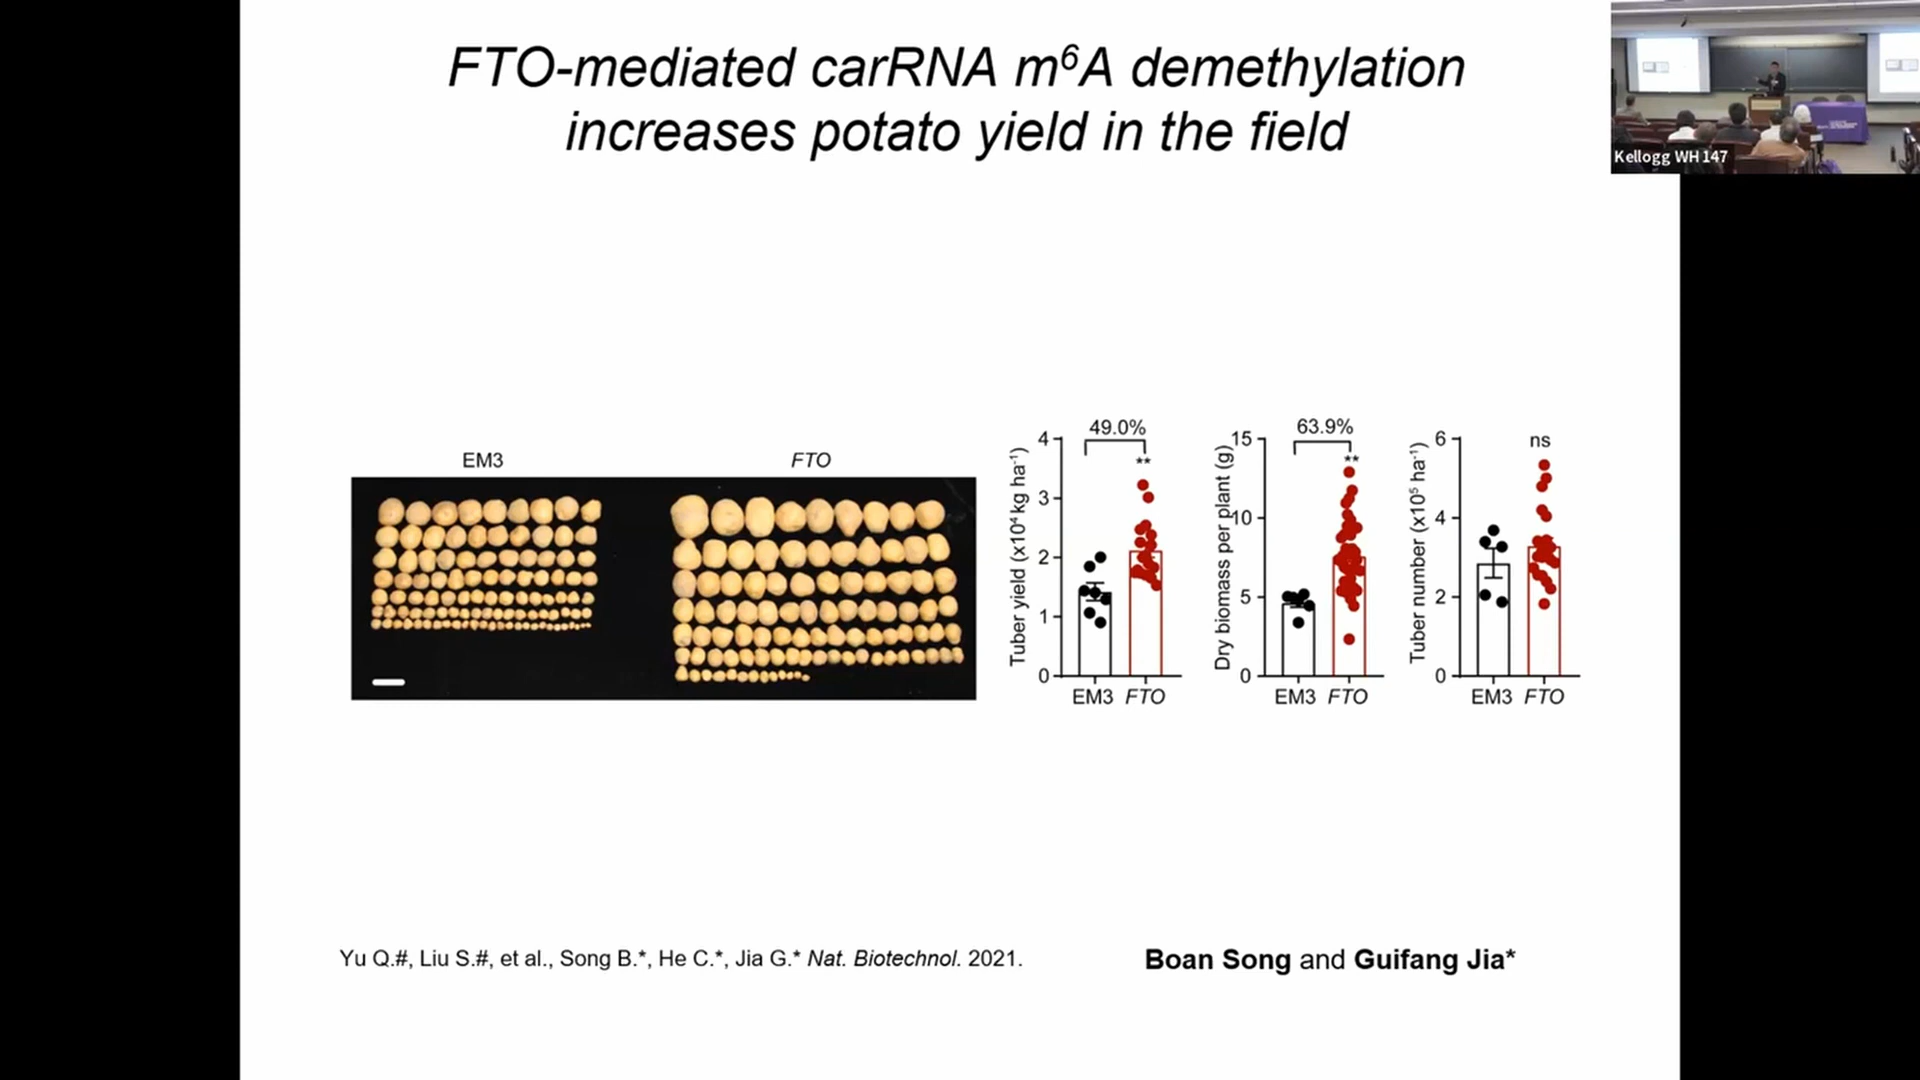 FTO-mediated carRNA m⁶A demethylation
increases potato yield in the field
Kellogg WH 147
EM3
FTO
49.0%
**
4
3
2
1
0
Tuber yield (x10⁴ kg ha⁻¹)
EM3 FTO
63.9%
**
15
10
5
0
Dry biomass per plant (g)
EM3 FTO
ns
6
4
2
0
Tuber number (x10⁵ ha⁻¹)
EM3 FTO
Yu Q.#, Liu S.#, et al., Song B.*, He C.*, Jia G.* Nat. Biotechnol. 2021.
Boan Song and Guifang Jia*